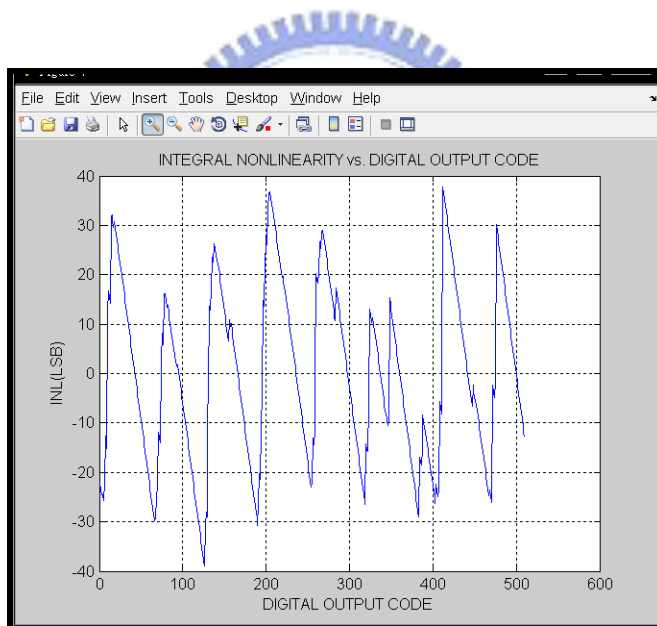 File Edit View Insert Tools Desktop Window Help
INTEGRAL NONLINEARITY vs. DIGITAL OUTPUT CODE
40
30
20
10
0
-10
-20
-30
-40
INL(LSB)
0 100 200 300 400 500 600
DIGITAL OUTPUT CODE